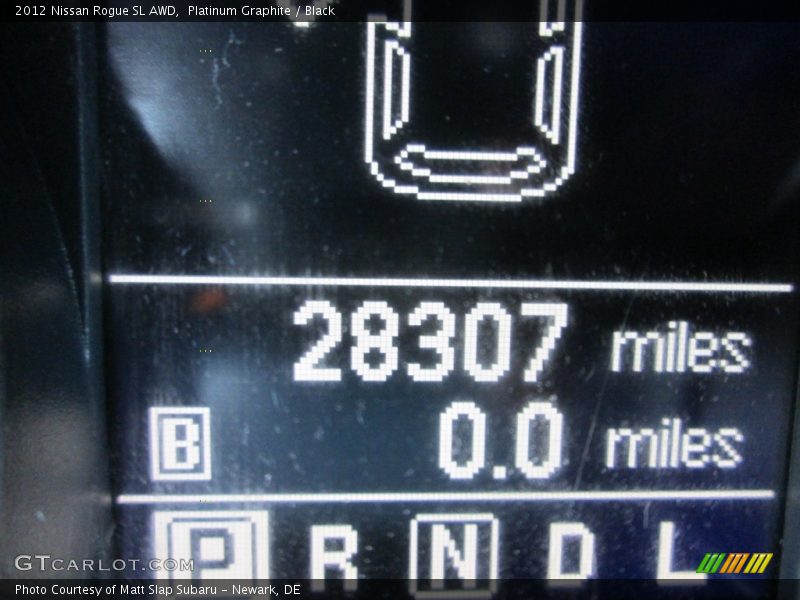 2012 Nissan Rogue SL AWD,  Platinum Graphite / Black
28307 miles
B 0.0 miles
P R N D L
GTCARLOT.COM
Photo Courtesy of Matt Slap Subaru - Newark, DE